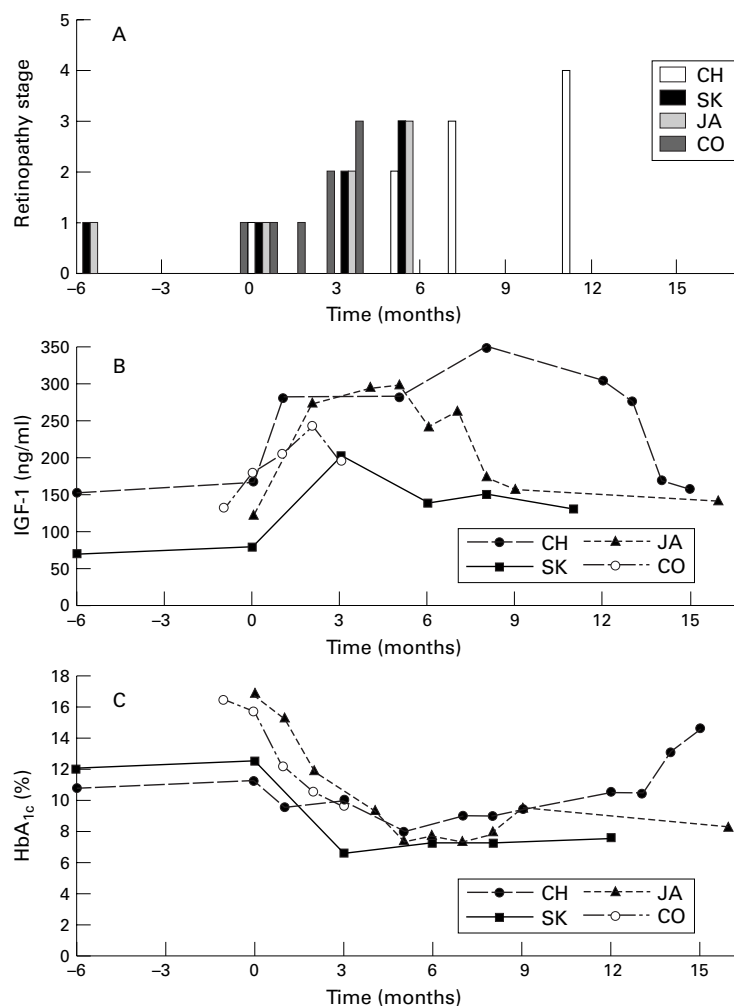 A
5
4
3
2
1
0
Retinopathy stage
CH
SK
JA
CO
–6 –3 0 3 6 9 12 15
Time (months)
B
350
300
250
200
150
100
50
0
IGF-1 (ng/ml)
CH JA
SK CO
–6 –3 0 3 6 9 12 15
Time (months)
C
18
16
14
12
10
8
6
4
2
0
HbA1c (%)
CH JA
SK CO
–6 –3 0 3 6 9 12 15
Time (months)